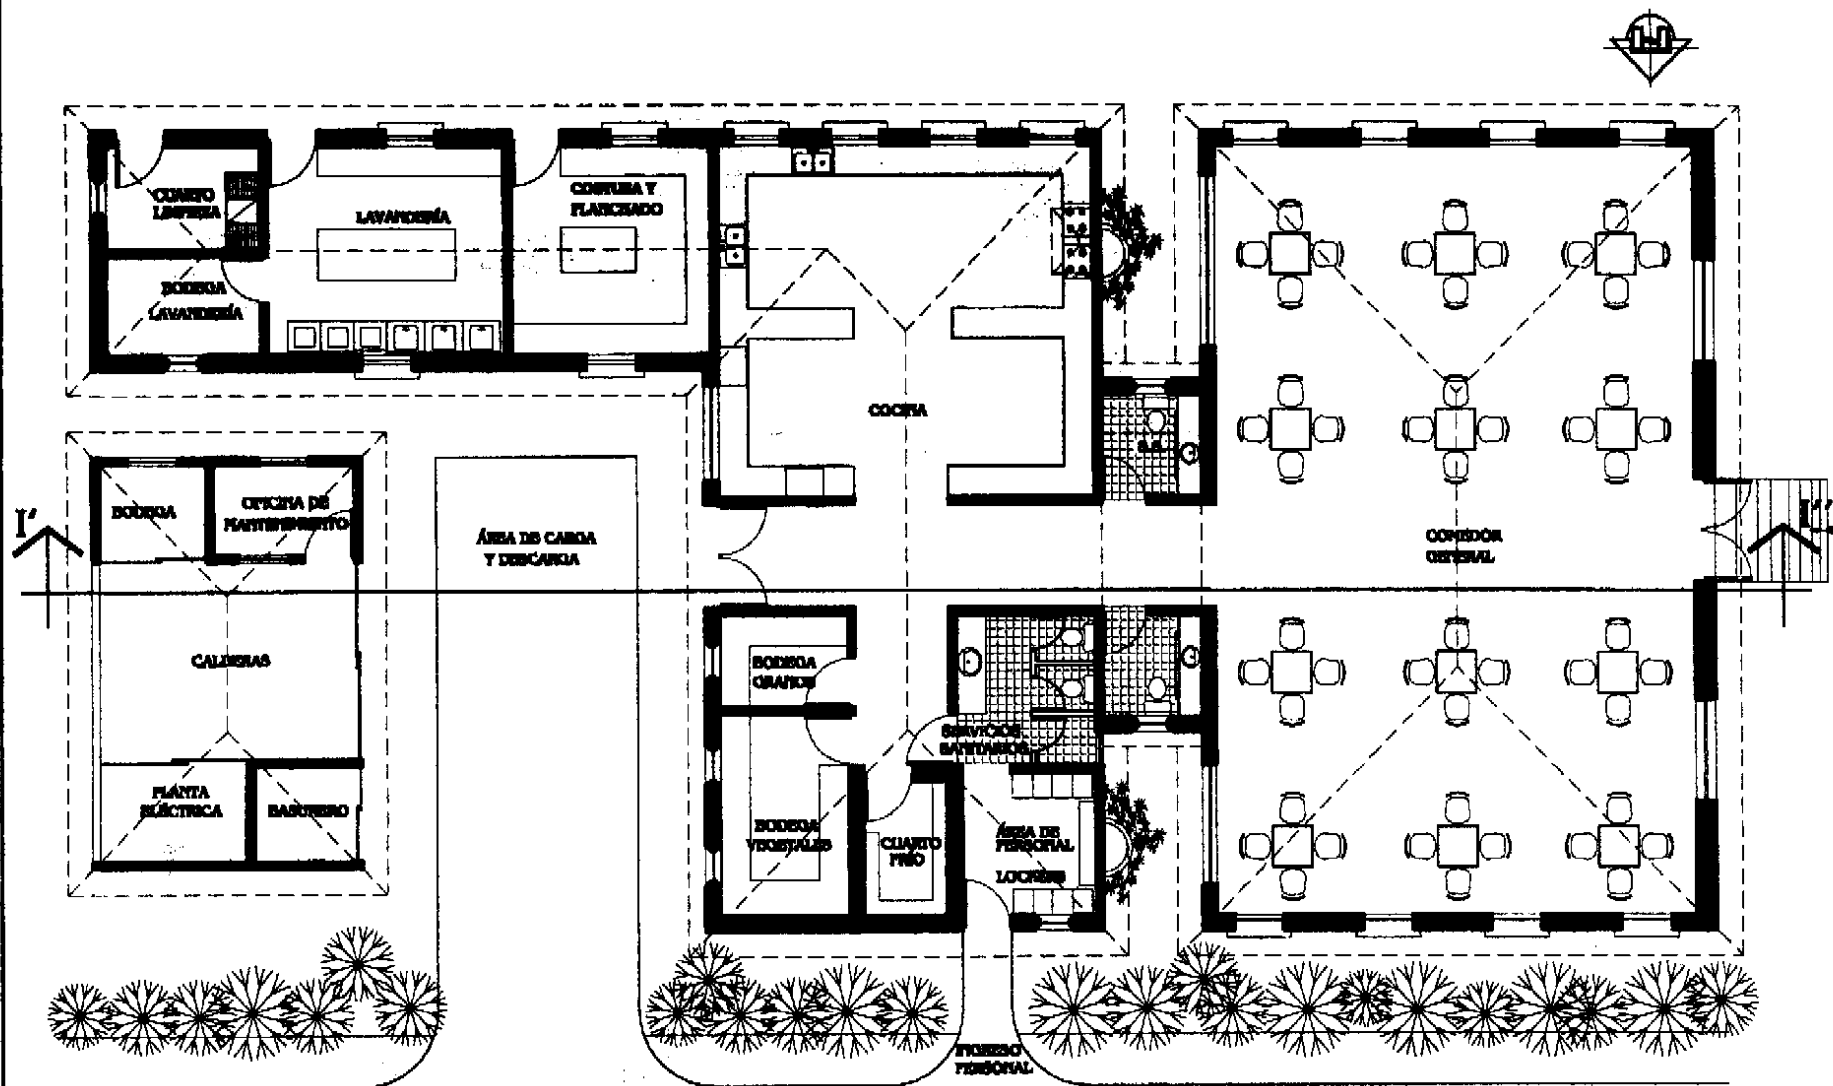 N
CUARTO
LIMPIEZA
LAVANDERÍA
COSTURA Y
PLANCHADO
BODEGA
LAVANDERÍA
COCINA
S.S.
BODEGA
OFICINA DE
MANTENIMIENTO
I'
ÁREA DE CARGA
Y DESCARGA
COMEDOR
GENERAL
I''
CALDERAS
BODEGA
GRANOS
SERVICIOS
SANITARIOS
PLANTA
ELÉCTRICA
BASURERO
BODEGA
VEGETALES
CUARTO
FRÍO
ÁREA DE
PERSONAL
LOCKERS
INGRESO
PERSONAL